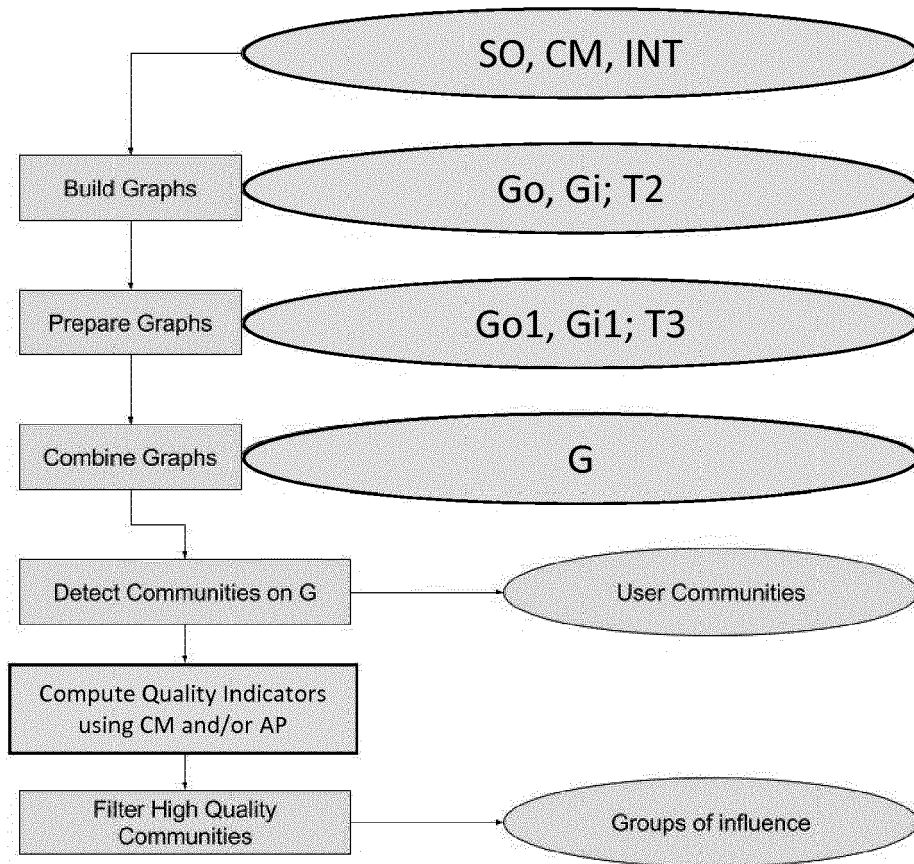 SO, CM, INT
Build Graphs
Go, Gi; T2
Prepare Graphs
Go1, Gi1; T3
Combine Graphs
G
Detect Communities on G
User Communities
Compute Quality Indicators
using CM and/or AP
Filter High Quality
Communities
Groups of influence